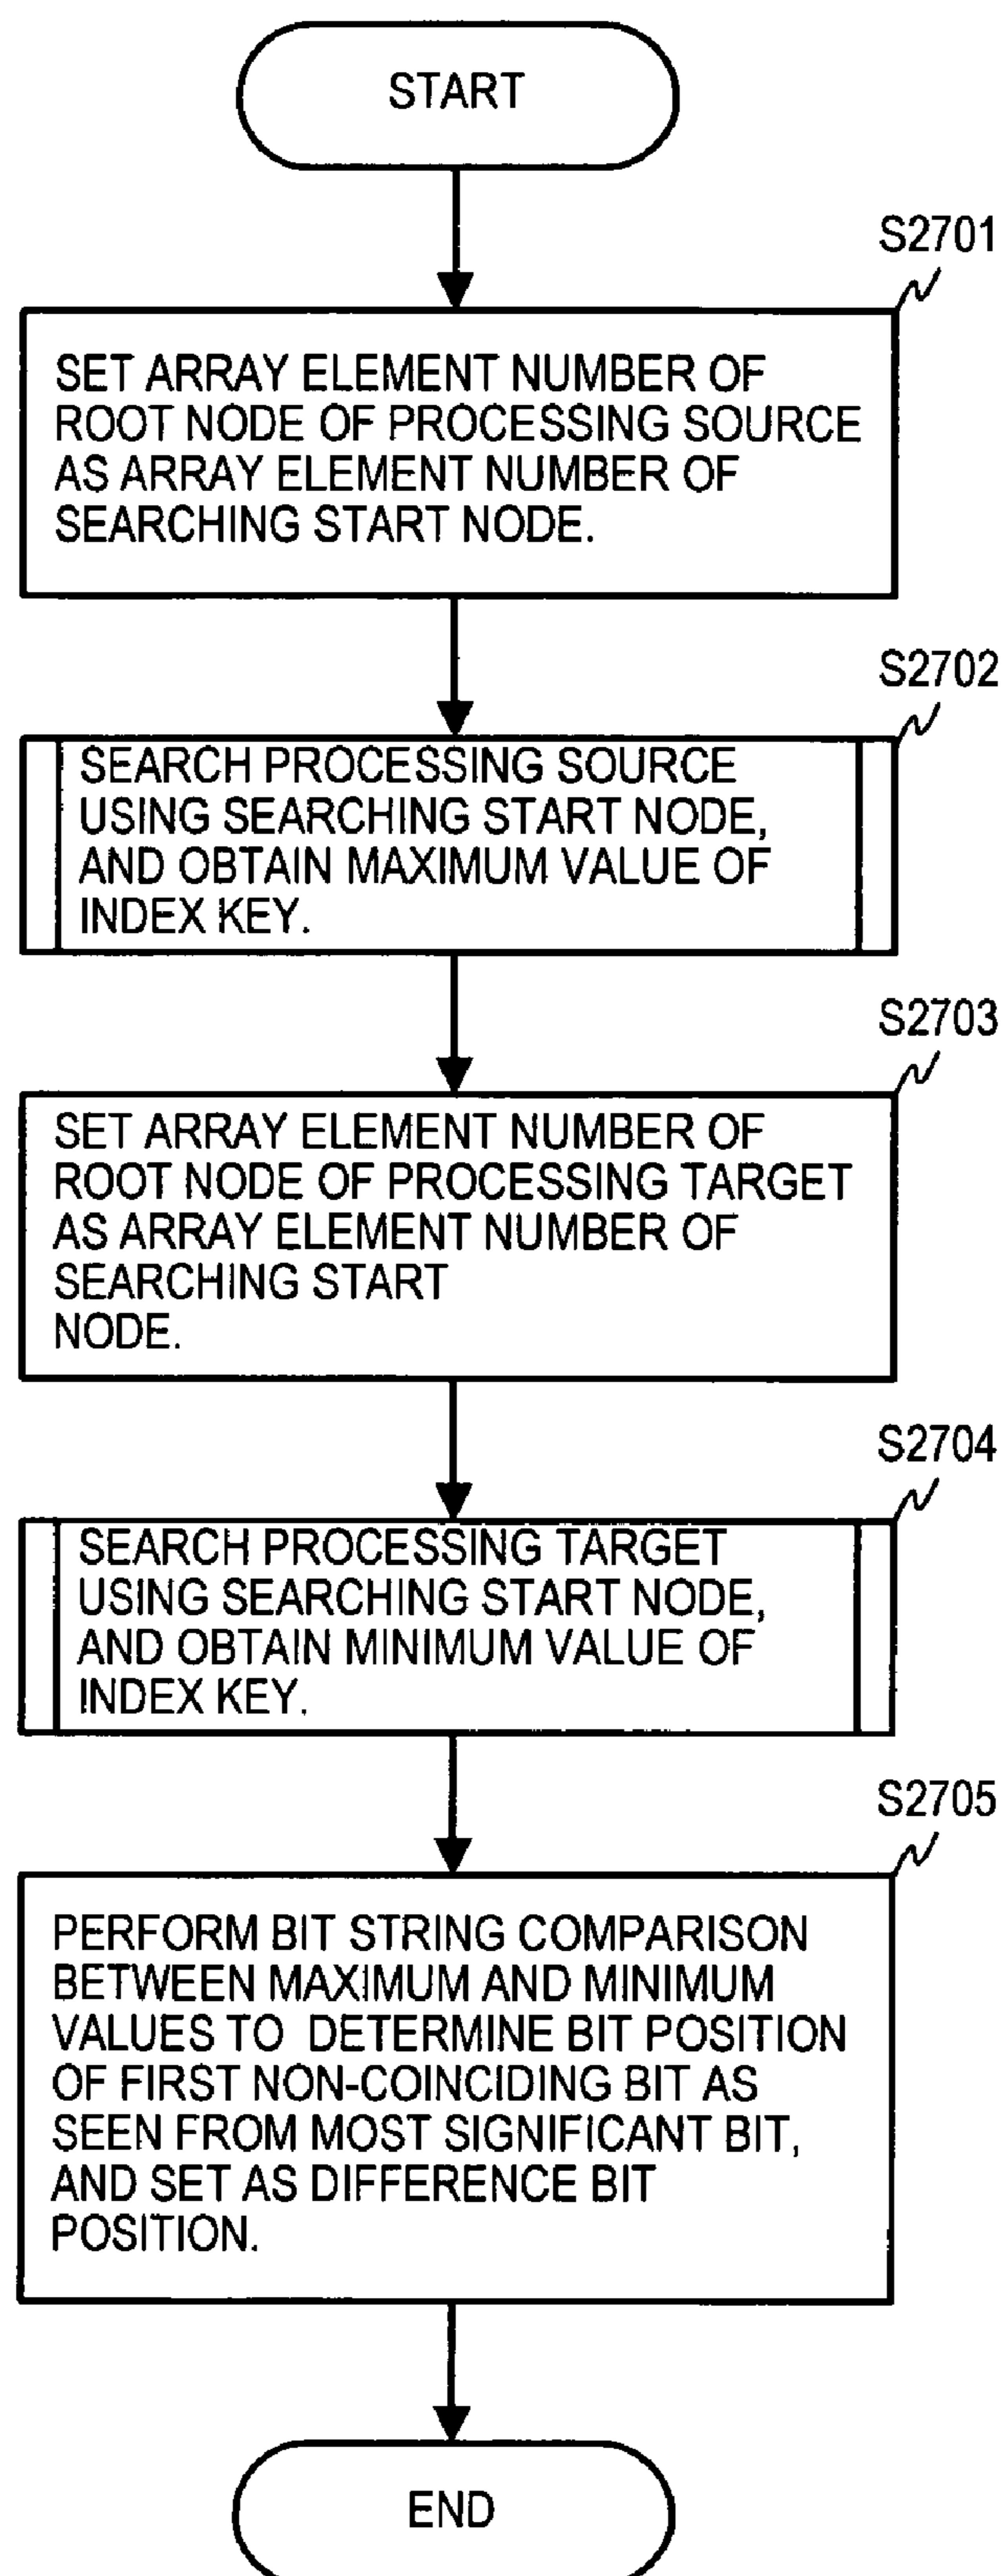 START
S2701
SET ARRAY ELEMENT NUMBER OF
ROOT NODE OF PROCESSING SOURCE
AS ARRAY ELEMENT NUMBER OF
SEARCHING START NODE.
S2702
SEARCH PROCESSING SOURCE
USING SEARCHING START NODE,
AND OBTAIN MAXIMUM VALUE OF
INDEX KEY.
S2703
SET ARRAY ELEMENT NUMBER OF
ROOT NODE OF PROCESSING TARGET
AS ARRAY ELEMENT NUMBER OF
SEARCHING START
NODE.
S2704
SEARCH PROCESSING TARGET
USING SEARCHING START NODE,
AND OBTAIN MINIMUM VALUE OF
INDEX KEY.
S2705
PERFORM BIT STRING COMPARISON
BETWEEN MAXIMUM AND MINIMUM
VALUES TO DETERMINE BIT POSITION
OF FIRST NON-COINCIDING BIT AS
SEEN FROM MOST SIGNIFICANT BIT,
AND SET AS DIFFERENCE BIT
POSITION.
END